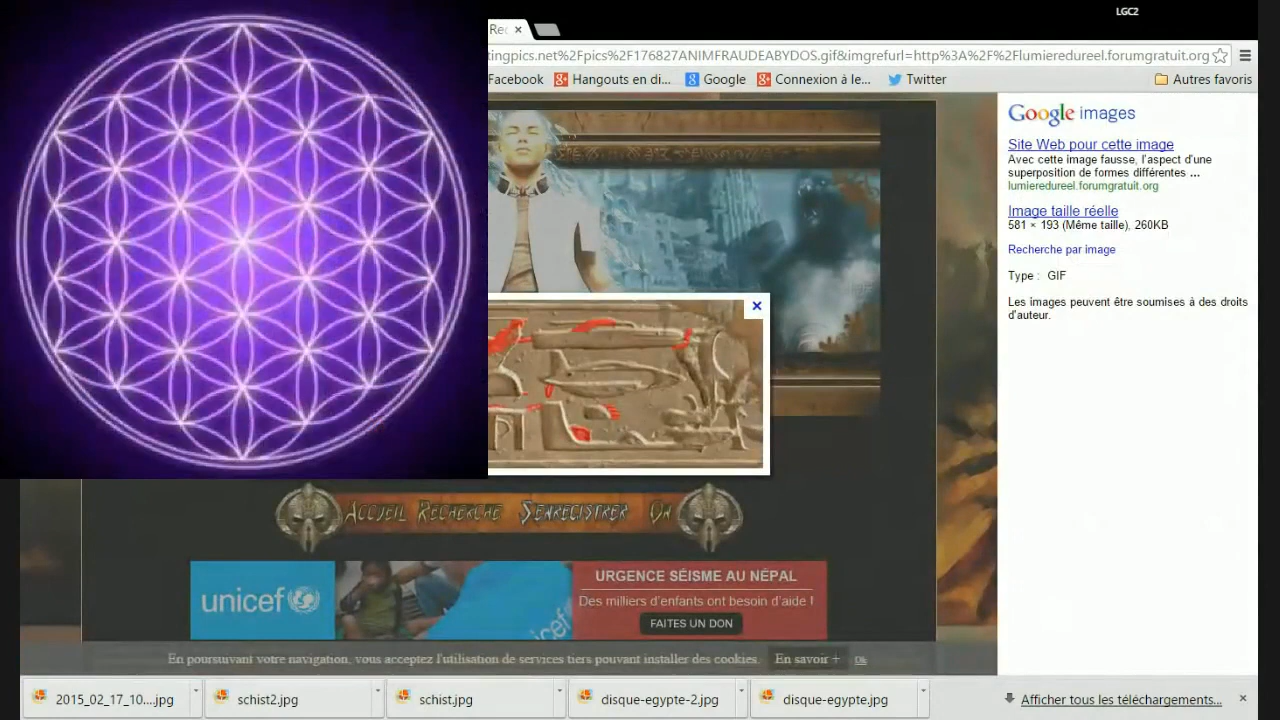 LGC2
Rec ×
tingpics.net%2Fpics%2F176827ANIMFRAUDEABYDOS.gif&imgrefurl=http%3A%2F%2Flumieredureel.forumgratuit.org
Facebook Hangouts en di... Google Connexion à le... Twitter Autres favoris
Google images
Site Web pour cette image
Avec cette image fausse, l'aspect d'une
superposition de formes différentes ...
lumieredureel.forumgratuit.org
Image taille réelle
581 × 193 (Même taille), 260KB
Recherche par image
Type : GIF
Les images peuvent être soumises à des droits
d'auteur.
Accueil Recherche S'enregistrer
unicef
URGENCE SÉISME AU NÉPAL
Des milliers d'enfants ont besoin d'aide !
FAITES UN DON
En poursuivant votre navigation, vous acceptez l'utilisation de services tiers pouvant installer des cookies. En savoir + Ok
2015_02_17_10....jpg schist2.jpg schist.jpg disque-egypte-2.jpg disque-egypte.jpg Afficher tous les téléchargements...